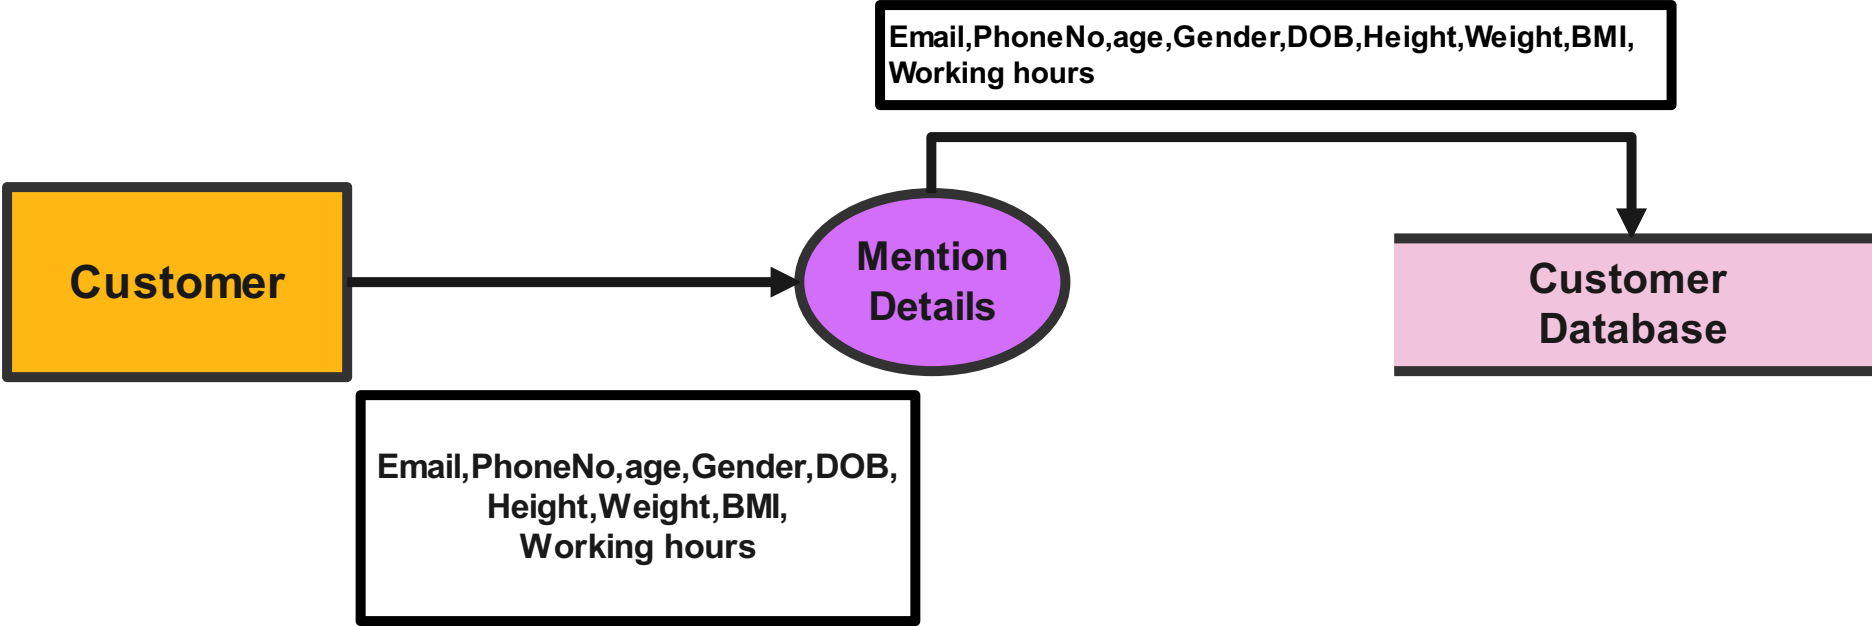 Email,PhoneNo,age,Gender,DOB,Height,Weight,BMI,
Working hours
Customer
Mention
Details
Customer
Database
Email,PhoneNo,age,Gender,DOB,
Height,Weight,BMI,
Working hours